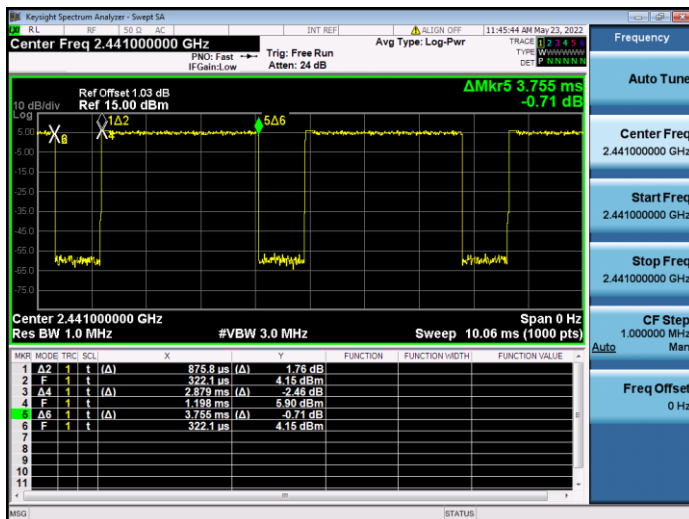 Keysight Spectrum Analyzer - Swept SA
RL RF 50 Ω AC INT REF ALIGN OFF 11:45:44 AM May 23, 2022
Center Freq 2.441000000 GHz
PNO: Fast
IFGain:Low
Trig: Free Run
Atten: 24 dB
Avg Type: Log-Pwr
TRACE 1 2 3 4 5 6
TYPE WWWWWW
DET P N N N N N
Ref Offset 1.03 dB
Ref 15.00 dBm
ΔMkr5 3.755 ms
-0.71 dB
10 dB/div
Log
5.00
-5.00
-15.0
-25.0
-35.0
-45.0
-55.0
-65.0
-75.0
1Δ2
4
5Δ6
Center 2.441000000 GHz
Span 0 Hz
Res BW 1.0 MHz
#VBW 3.0 MHz
Sweep 10.06 ms (1000 pts)
MKR MODE TRC SCL X Y FUNCTION FUNCTION WIDTH FUNCTION VALUE
1 Δ2 1 t (Δ) 875.8 µs (Δ) 1.76 dB
2 F 1 t 322.1 µs 4.15 dBm
3 Δ4 1 t (Δ) 2.879 ms (Δ) -2.46 dB
4 F 1 t 1.198 ms 5.90 dBm
5 Δ6 1 t (Δ) 3.755 ms (Δ) -0.71 dB
6 F 1 t 322.1 µs 4.15 dBm
7
8
9
10
11
MSG
STATUS
Frequency
Auto Tune
Center Freq
2.441000000 GHz
Start Freq
2.441000000 GHz
Stop Freq
2.441000000 GHz
CF Step
1.000000 MHz
Auto Man
Freq Offset
0 Hz